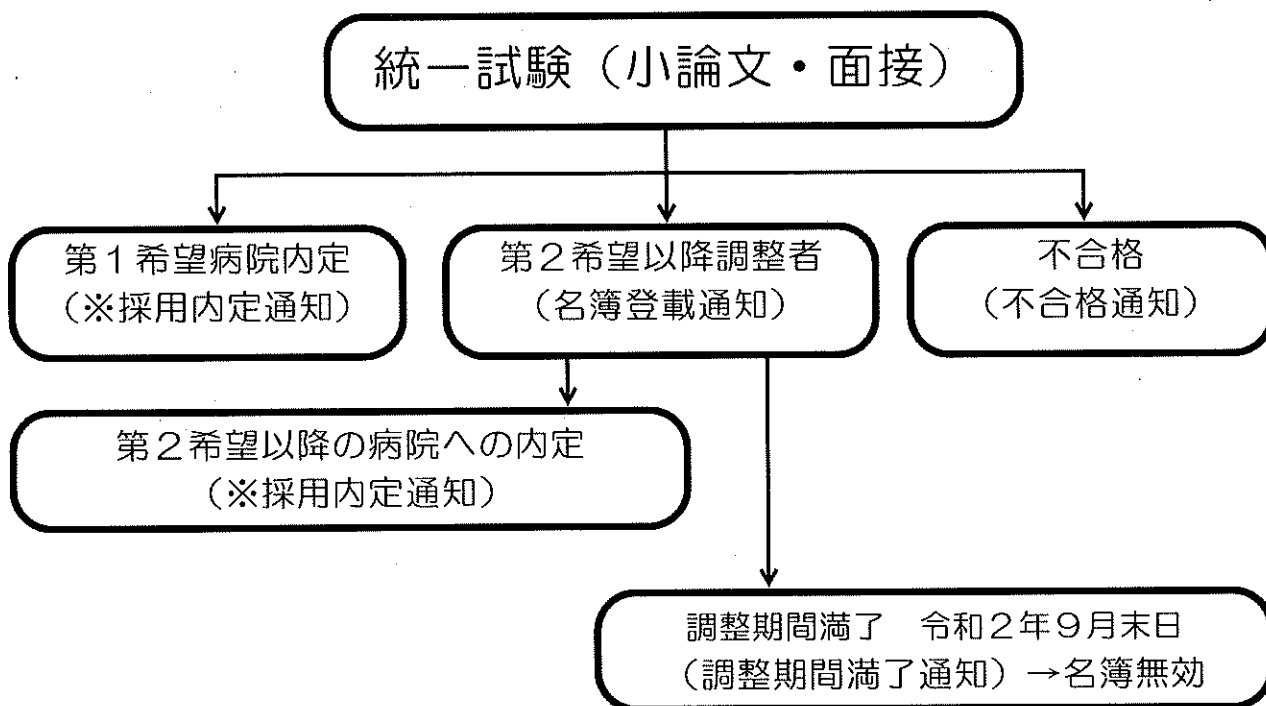 統一試験（小論文・面接）
第１希望病院内定
（※採用内定通知）
第２希望以降調整者
（名簿登載通知）
不合格
（不合格通知）
第２希望以降の病院への内定
（※採用内定通知）
調整期間満了　令和２年９月末日
（調整期間満了通知）→名簿無効